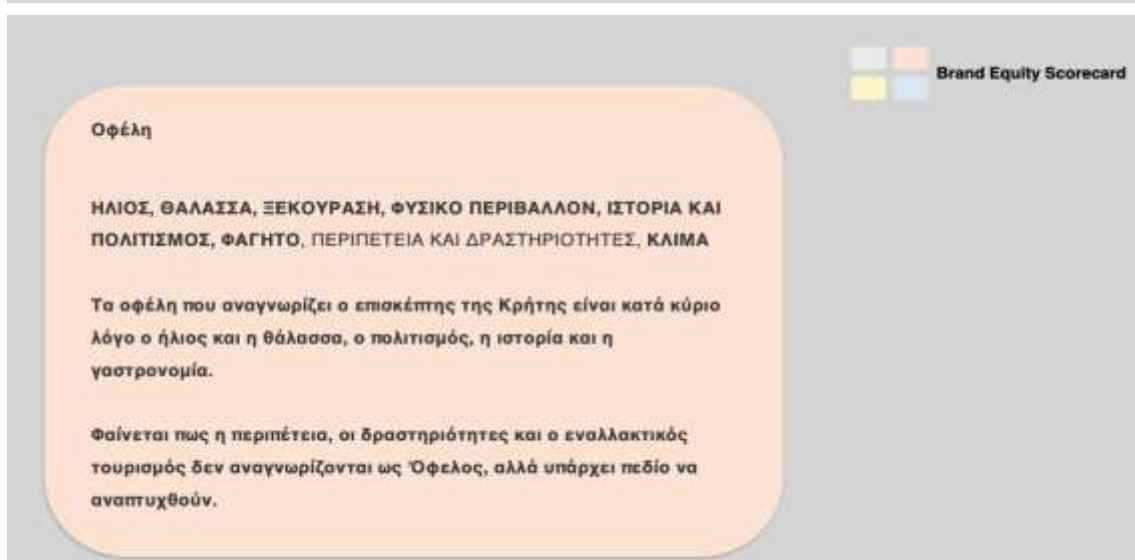 Brand Equity Scorecard
Οφέλη
ΗΛΙΟΣ, ΘΑΛΑΣΣΑ, ΞΕΚΟΥΡΑΣΗ, ΦΥΣΙΚΟ ΠΕΡΙΒΑΛΛΟΝ, ΙΣΤΟΡΙΑ ΚΑΙ
ΠΟΛΙΤΙΣΜΟΣ, ΦΑΓΗΤΟ, ΠΕΡΙΠΕΤΕΙΑ ΚΑΙ ΔΡΑΣΤΗΡΙΟΤΗΤΕΣ, ΚΛΙΜΑ
Τα οφέλη που αναγνωρίζει ο επισκέπτης της Κρήτης είναι κατά κύριο
λόγο ο ήλιος και η θάλασσα, ο πολιτισμός, η ιστορία και η
γαστρονομία.
Φαίνεται πως η περιπέτεια, οι δραστηριότητες και ο εναλλακτικός
τουρισμός δεν αναγνωρίζονται ως Όφελος, αλλά υπάρχει πεδίο να
αναπτυχθούν.